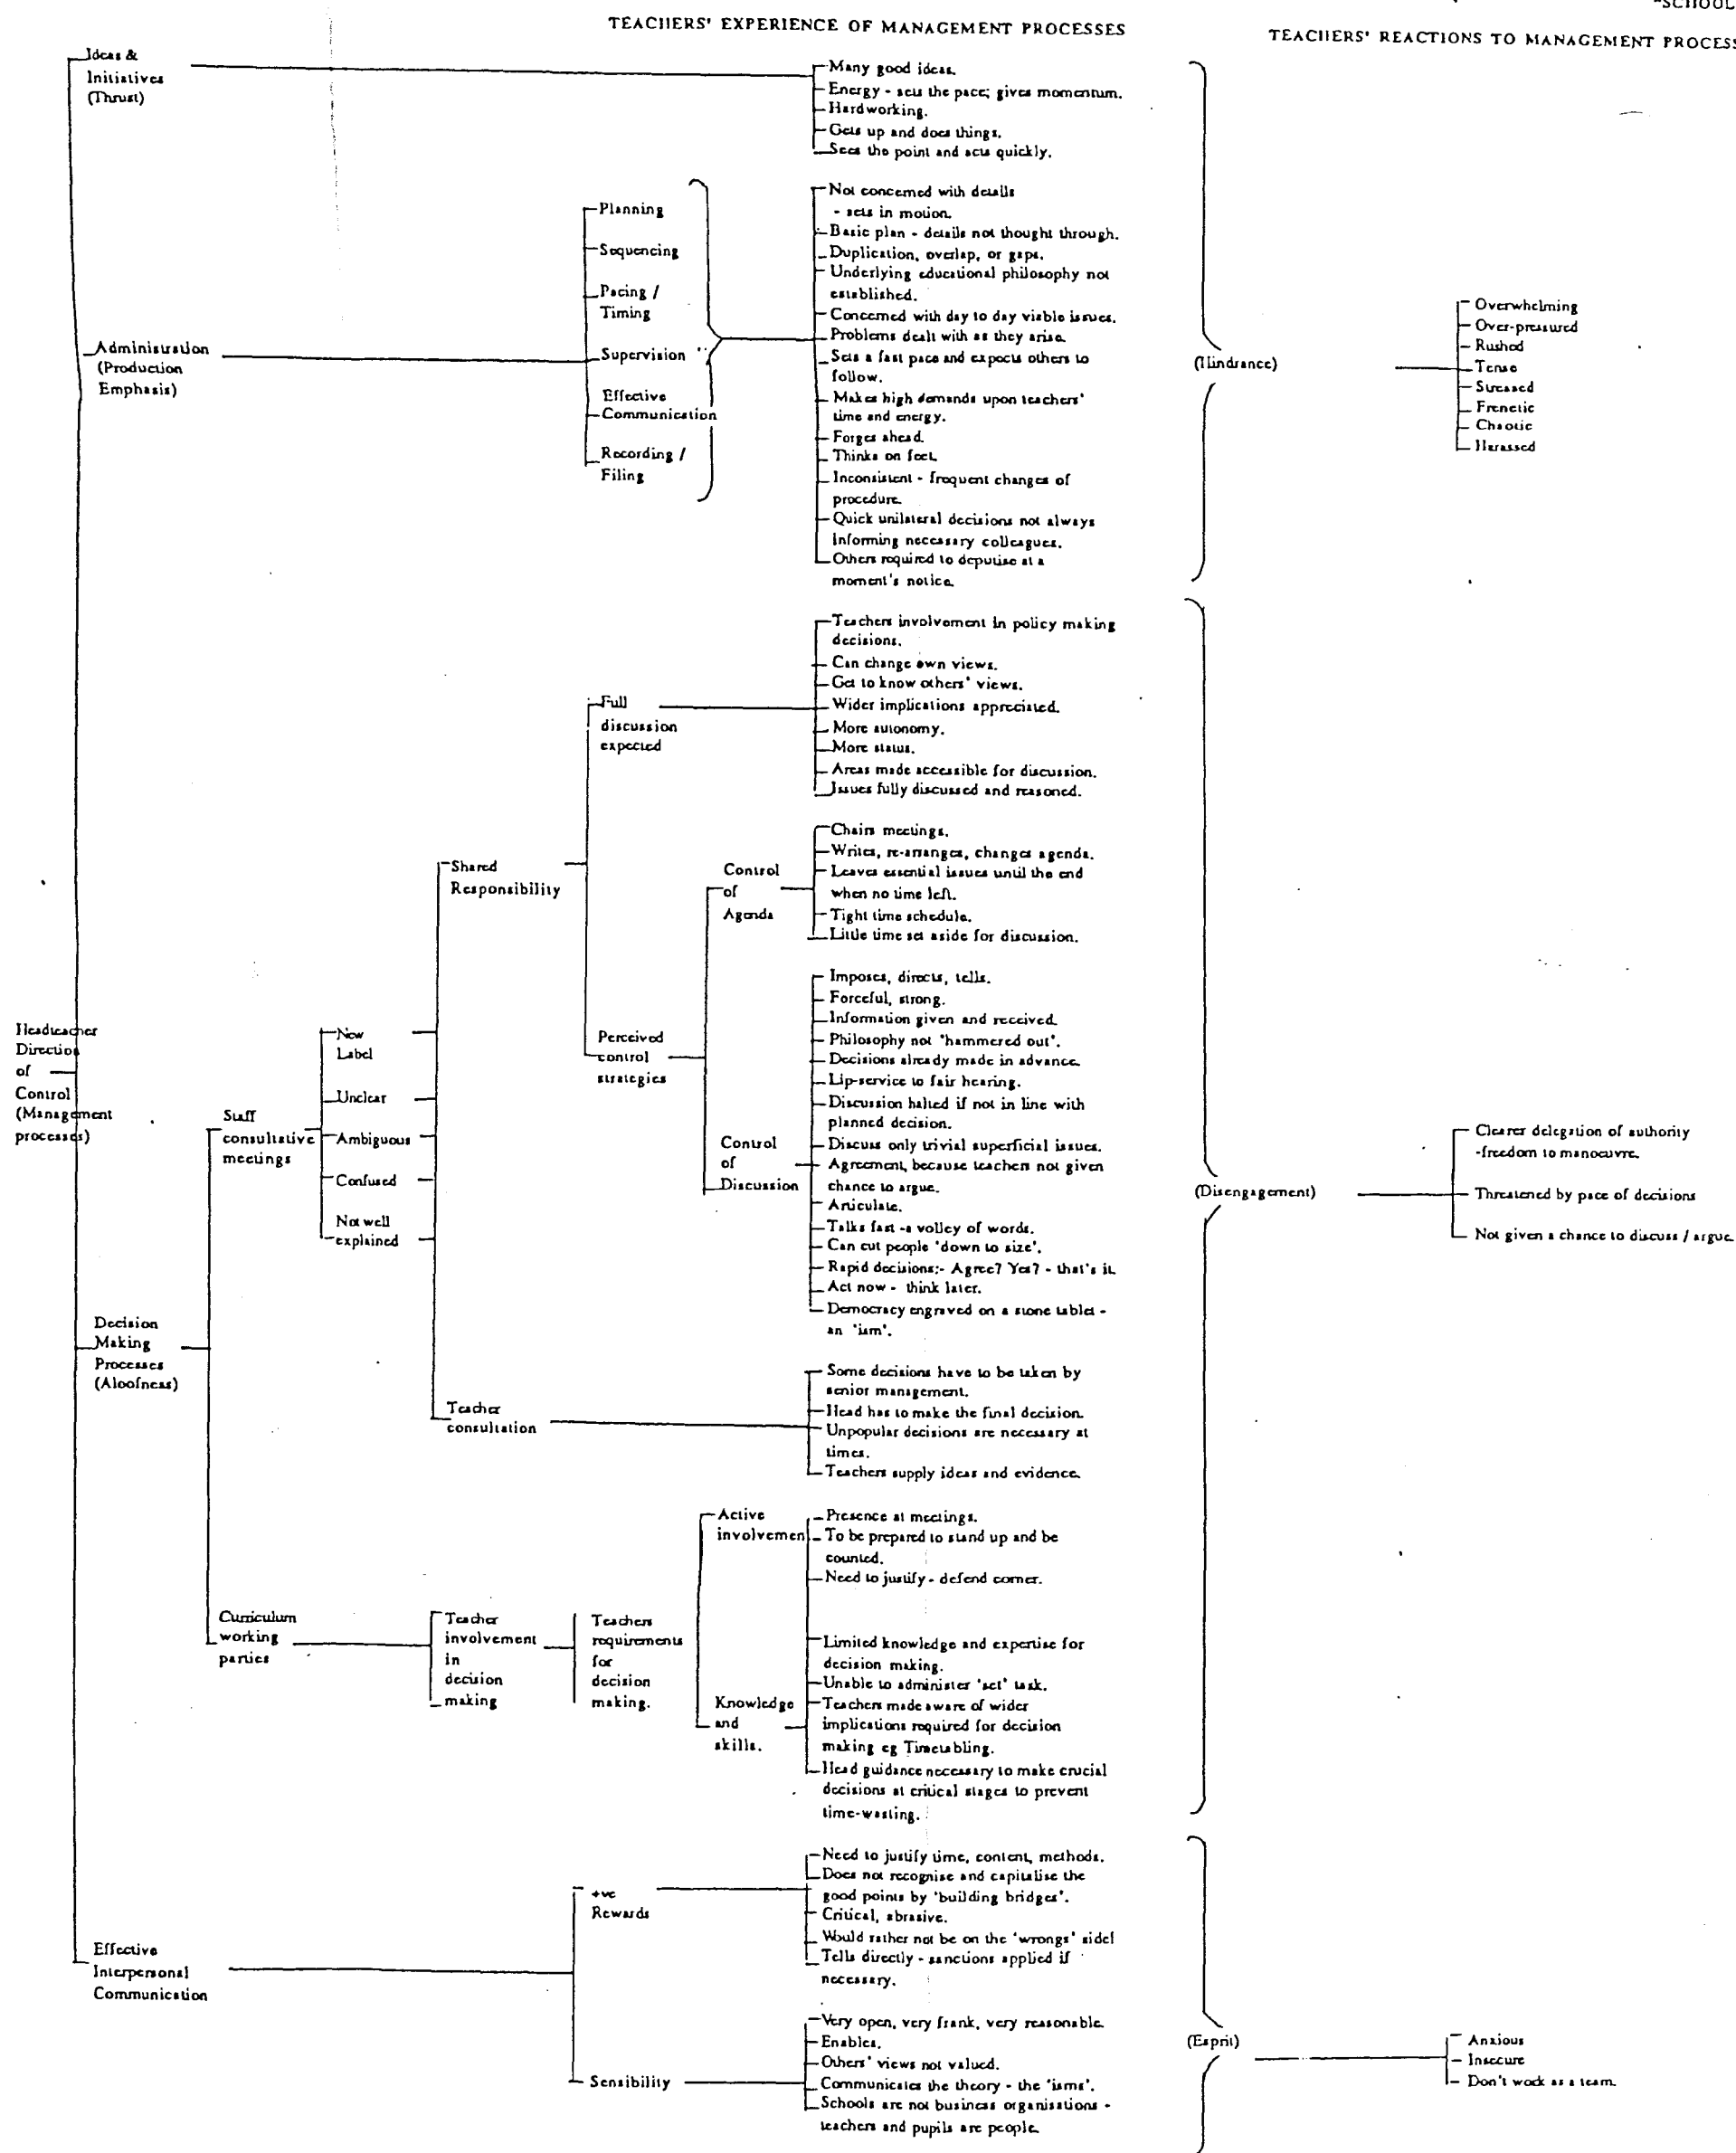 -SCHOOL
TEACHERS' EXPERIENCE OF MANAGEMENT PROCESSES
TEACHERS' REACTIONS TO MANAGEMENT PROCESS
Ideas &
Initiatives
(Thrust)
Many good ideas.
Energy - sets the pace; gives momentum.
Hardworking.
Gets up and does things.
Sees the point and acts quickly.
Administration
(Production
Emphasis)
Planning
Sequencing
Pacing /
Timing
Supervision
Effective
Communication
Recording /
Filing
Not concerned with details
- sets in motion.
Basic plan - details not thought through.
Duplication, overlap, or gaps.
Underlying educational philosophy not
established.
Concerned with day to day viable issues.
Problems dealt with as they arise.
Sets a fast pace and expects others to
follow.
Makes high demands upon teachers'
time and energy.
Forges ahead.
Thinks on feet.
Inconsistent - frequent changes of
procedure.
Quick unilateral decisions not always
Informing necessary colleagues.
Others required to deputise at a
moment's notice.
(Hindrance)
Overwhelming
Over-pressured
Rushed
Tense
Stressed
Frenetic
Chaotic
Harassed
Headteacher
Direction
of
Control
(Management
processes)
Decision
Making
Processes
(Aloofness)
Staff
consultative
meetings
New
Label
Unclear
Ambiguous
Confused
Not well
explained
Shared
Responsibility
Full
discussion
expected
Teachers involvement in policy making
decisions.
Can change own views.
Get to know others' views.
Wider implications appreciated.
More autonomy.
More status.
Areas made accessible for discussion.
Issues fully discussed and reasoned.
Perceived
control
strategies
Control
of
Agenda
Chairs meetings.
Writes, re-arranges, changes agenda.
Leaves essential issues until the end
when no time left.
Tight time schedule.
Little time set aside for discussion.
Control
of
Discussion
Imposes, directs, tells.
Forceful, strong.
Information given and received.
Philosophy not 'hammered out'.
Decisions already made in advance.
Lip-service to fair hearing.
Discussion halted if not in line with
planned decision.
Discuss only trivial superficial issues.
Agreement, because teachers not given
chance to argue.
Articulate.
Talks fast -a volley of words.
Can cut people 'down to size'.
Rapid decisions:- Agree? Yes? - that's it.
Act now - think later.
Democracy engraved on a stone tablet -
an 'ism'.
Teacher
consultation
Some decisions have to be taken by
senior management.
Head has to make the final decision.
Unpopular decisions are necessary at
times.
Teachers supply ideas and evidence.
Curriculum
working
parties
Teacher
involvement
in
decision
making
Teachers
requirements
for
decision
making.
Active
involvemen
Presence at meetings.
To be prepared to stand up and be
counted.
Need to justify - defend corner.
Knowledge
and
skills.
Limited knowledge and expertise for
decision making.
Unable to administer 'set' task.
Teachers made aware of wider
implications required for decision
making eg Timetabling.
Head guidance necessary to make crucial
decisions at critical stages to prevent
time-wasting.
(Disengagement)
Clearer delegation of authority
-freedom to manoeuvre.
Threatened by pace of decisions
Not given a chance to discuss / argue.
Effective
Interpersonal
Communication
+ve
Rewards
Need to justify time, content, methods.
Does not recognise and capitalise the
good points by 'building bridges'.
Critical, abrasive.
Would rather not be on the 'wrongs' side!
Tells directly - sanctions applied if
necessary.
Sensibility
Very open, very frank, very reasonable.
Enables.
Others' views not valued.
Communicates the theory - the 'isms'.
Schools are not business organisations -
teachers and pupils are people.
(Esprit)
Anxious
Insecure
Don't work as a team.